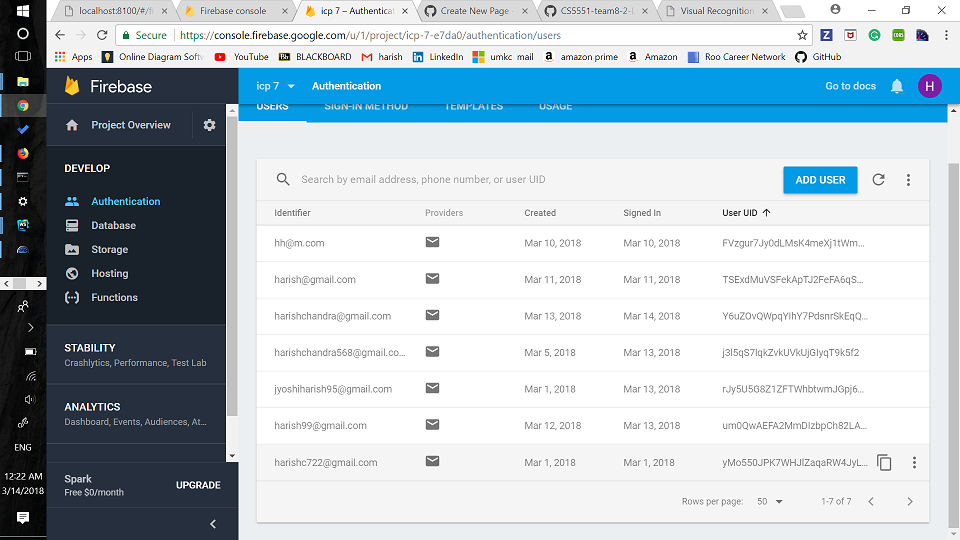 localhost:8100/#/fi
Firebase console
icp 7 – Authenticat
Create New Page ·
CS5551-team8-2-I
Visual Recognition
Secure
https://console.firebase.google.com/u/1/project/icp-7-e7da0/authentication/users
Apps
Online Diagram Softw
YouTube
BLACKBOARD
harish
LinkedIn
umkc mail
amazon prime
Amazon
Roo Career Network
GitHub
Firebase
icp 7
Authentication
Go to docs
H
USERS
SIGN-IN METHOD
TEMPLATES
USAGE
Project Overview
DEVELOP
Authentication
Database
Storage
Hosting
Functions
STABILITY
Crashlytics, Performance, Test Lab
ANALYTICS
Dashboard, Events, Audiences, At...
Spark
Free $0/month
UPGRADE
Search by email address, phone number, or user UID
ADD USER
Identifier Providers Created Signed In User UID
hh@m.com Mar 10, 2018 Mar 10, 2018 FVzgur7Jy0dLMsK4meXj1tWm...
harish@gmail.com Mar 11, 2018 Mar 11, 2018 TSExdMuVSFekApTJ2FeFA6qS...
harishchandra@gmail.com Mar 13, 2018 Mar 14, 2018 Y6uZOvQWpqYIhY7PdsnrSkEqQ...
harishchandra568@gmail.co... Mar 5, 2018 Mar 13, 2018 j3l5qS7lqkZvkUVkUjGIyqT9k5f2
jyoshiharish95@gmail.com Mar 1, 2018 Mar 13, 2018 rJy5U5G8Z1ZFTWhbtwmJGpj6...
harish99@gmail.com Mar 12, 2018 Mar 13, 2018 um0QwAEFA2MmDIzbpCh82LA...
harishc722@gmail.com Mar 1, 2018 Mar 1, 2018 yMo550JPK7WHJlZaqaRW4JyL...
Rows per page: 50 1-7 of 7
ENG
12:22 AM
3/14/2018